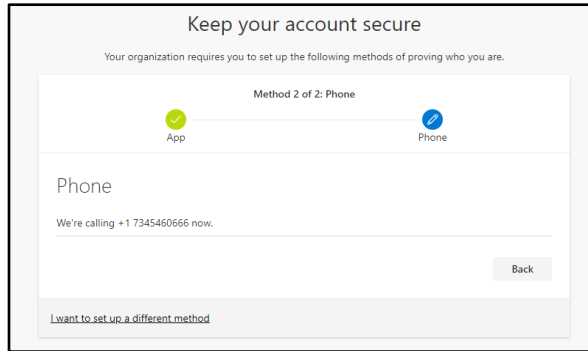 Keep your account secure
Your organization requires you to set up the following methods of proving who you are.
Method 2 of 2: Phone
App
Phone
Phone
We're calling +1 7345460666 now.
Back
I want to set up a different method